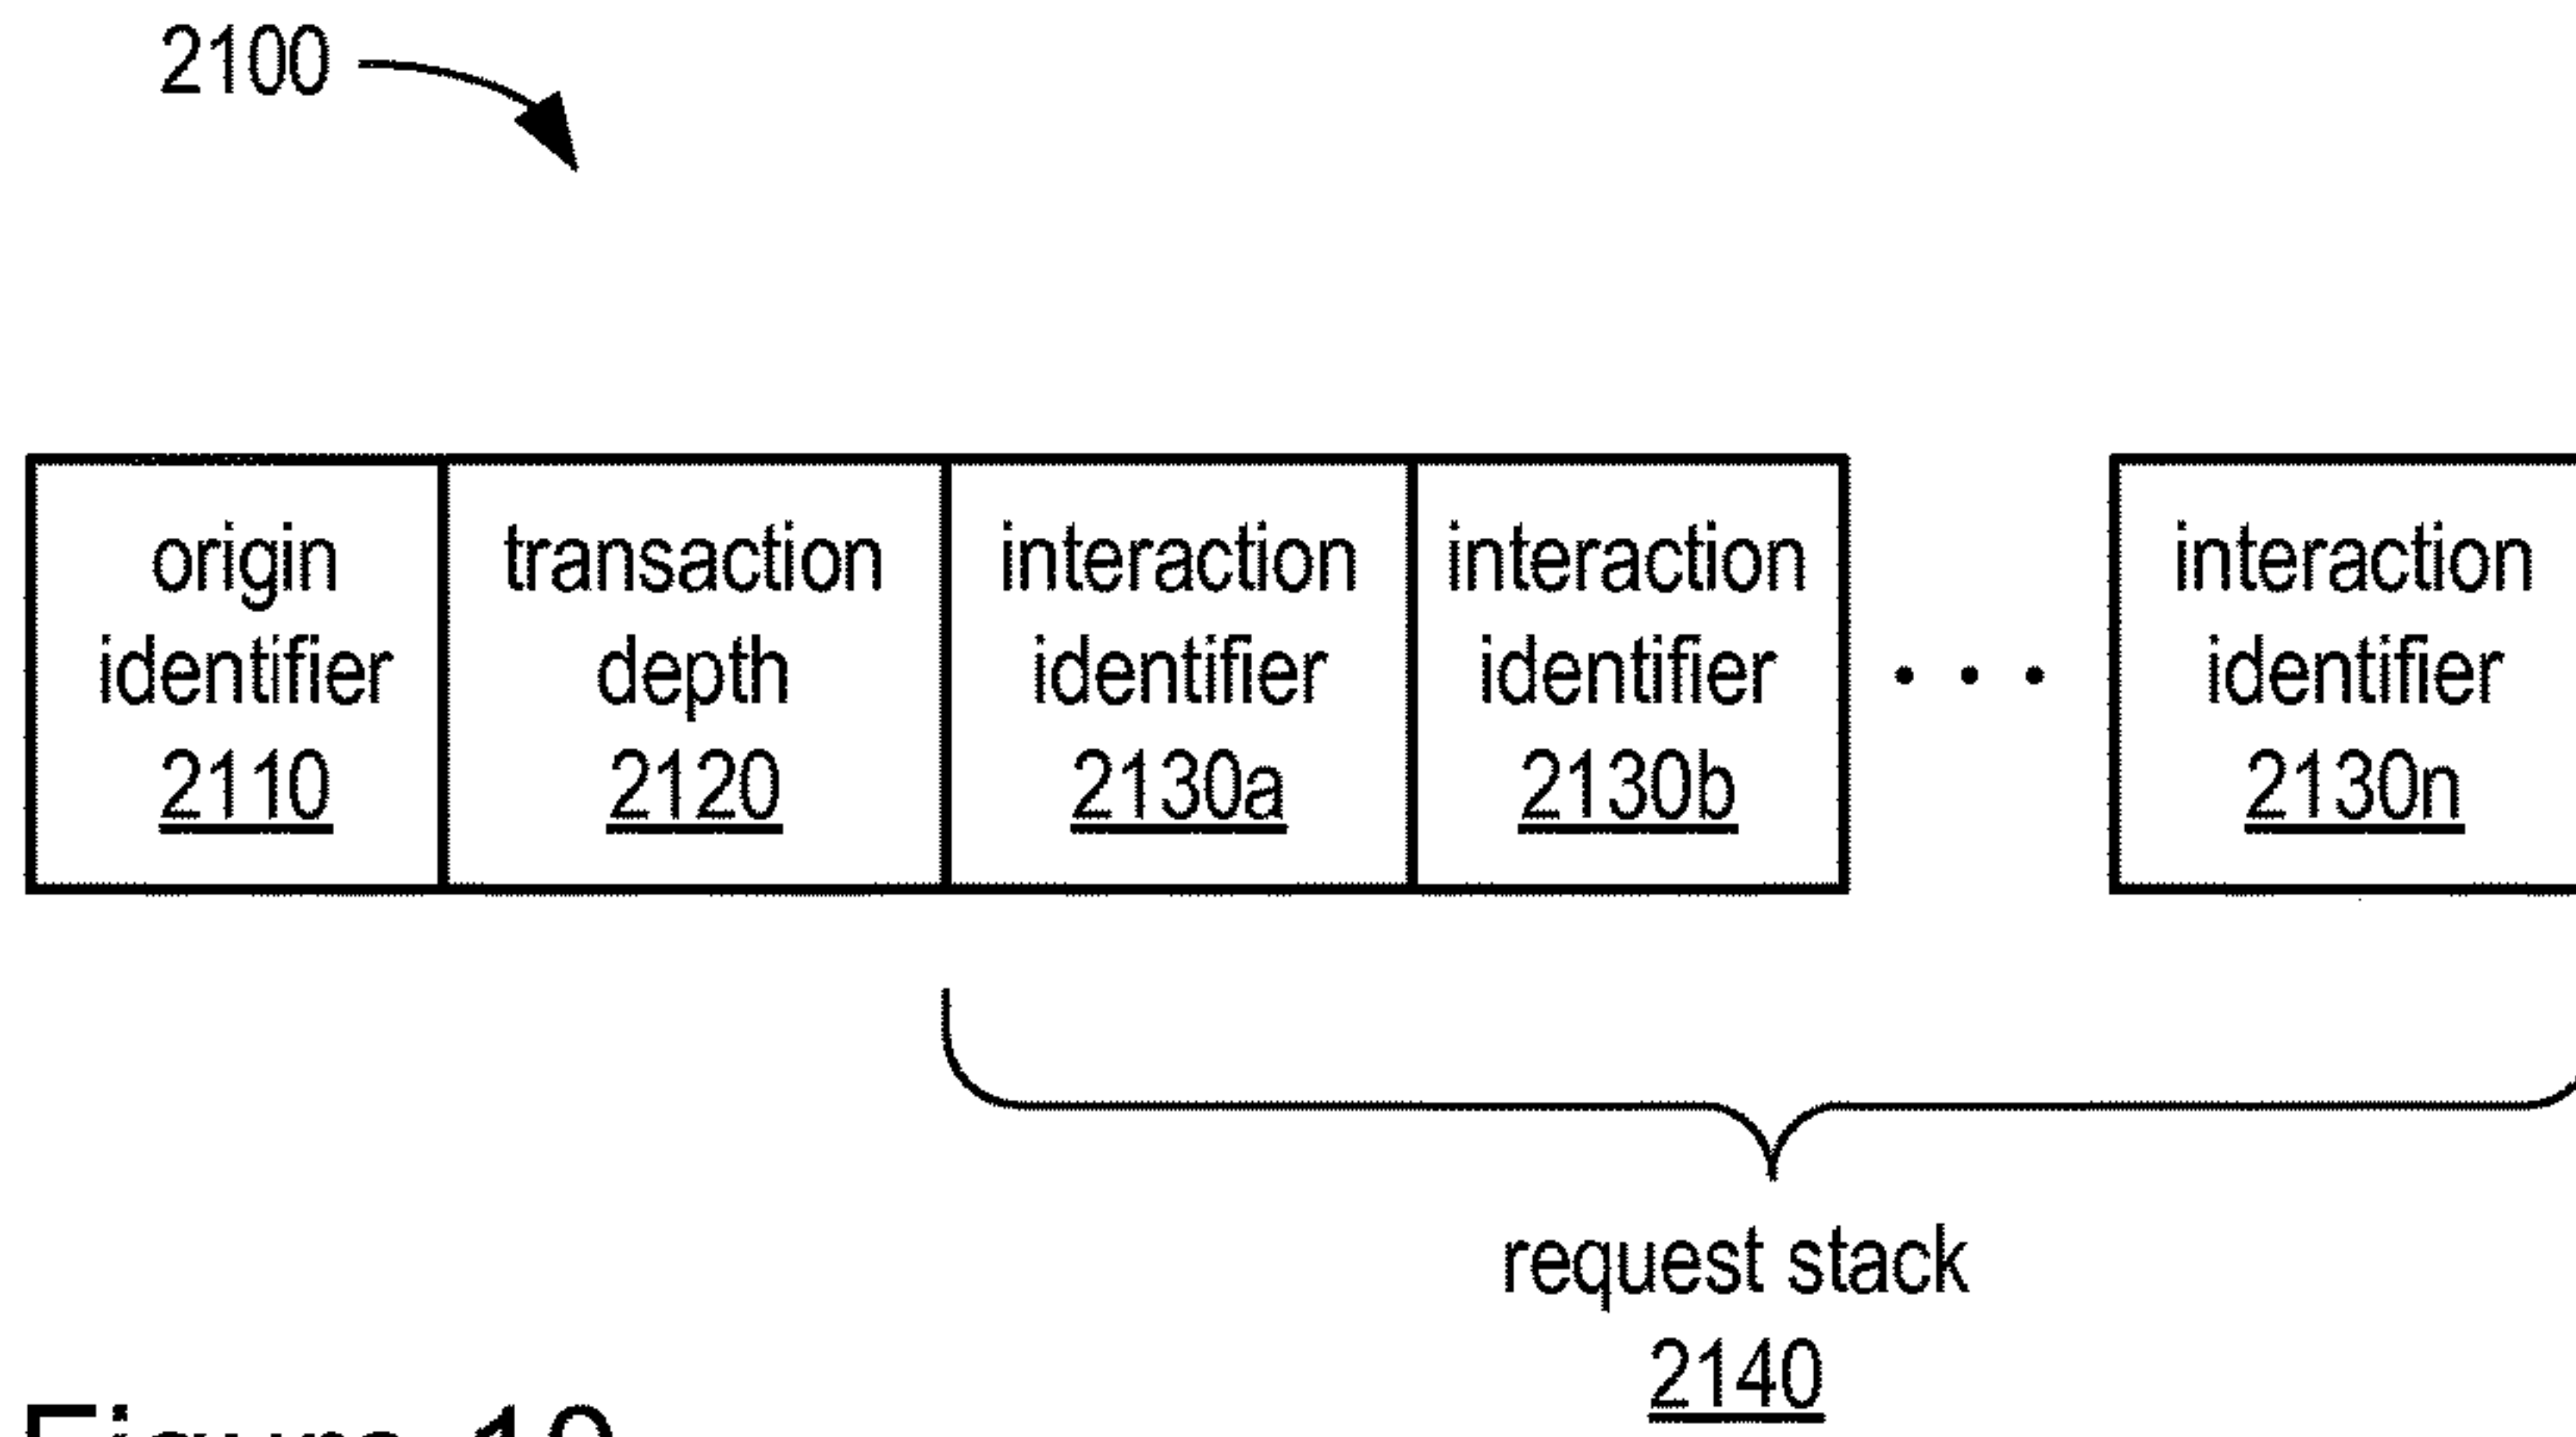 2100
origin
identifier
2110
transaction
depth
2120
interaction
identifier
2130a
interaction
identifier
2130b
. . .
interaction
identifier
2130n
request stack
2140
Figure